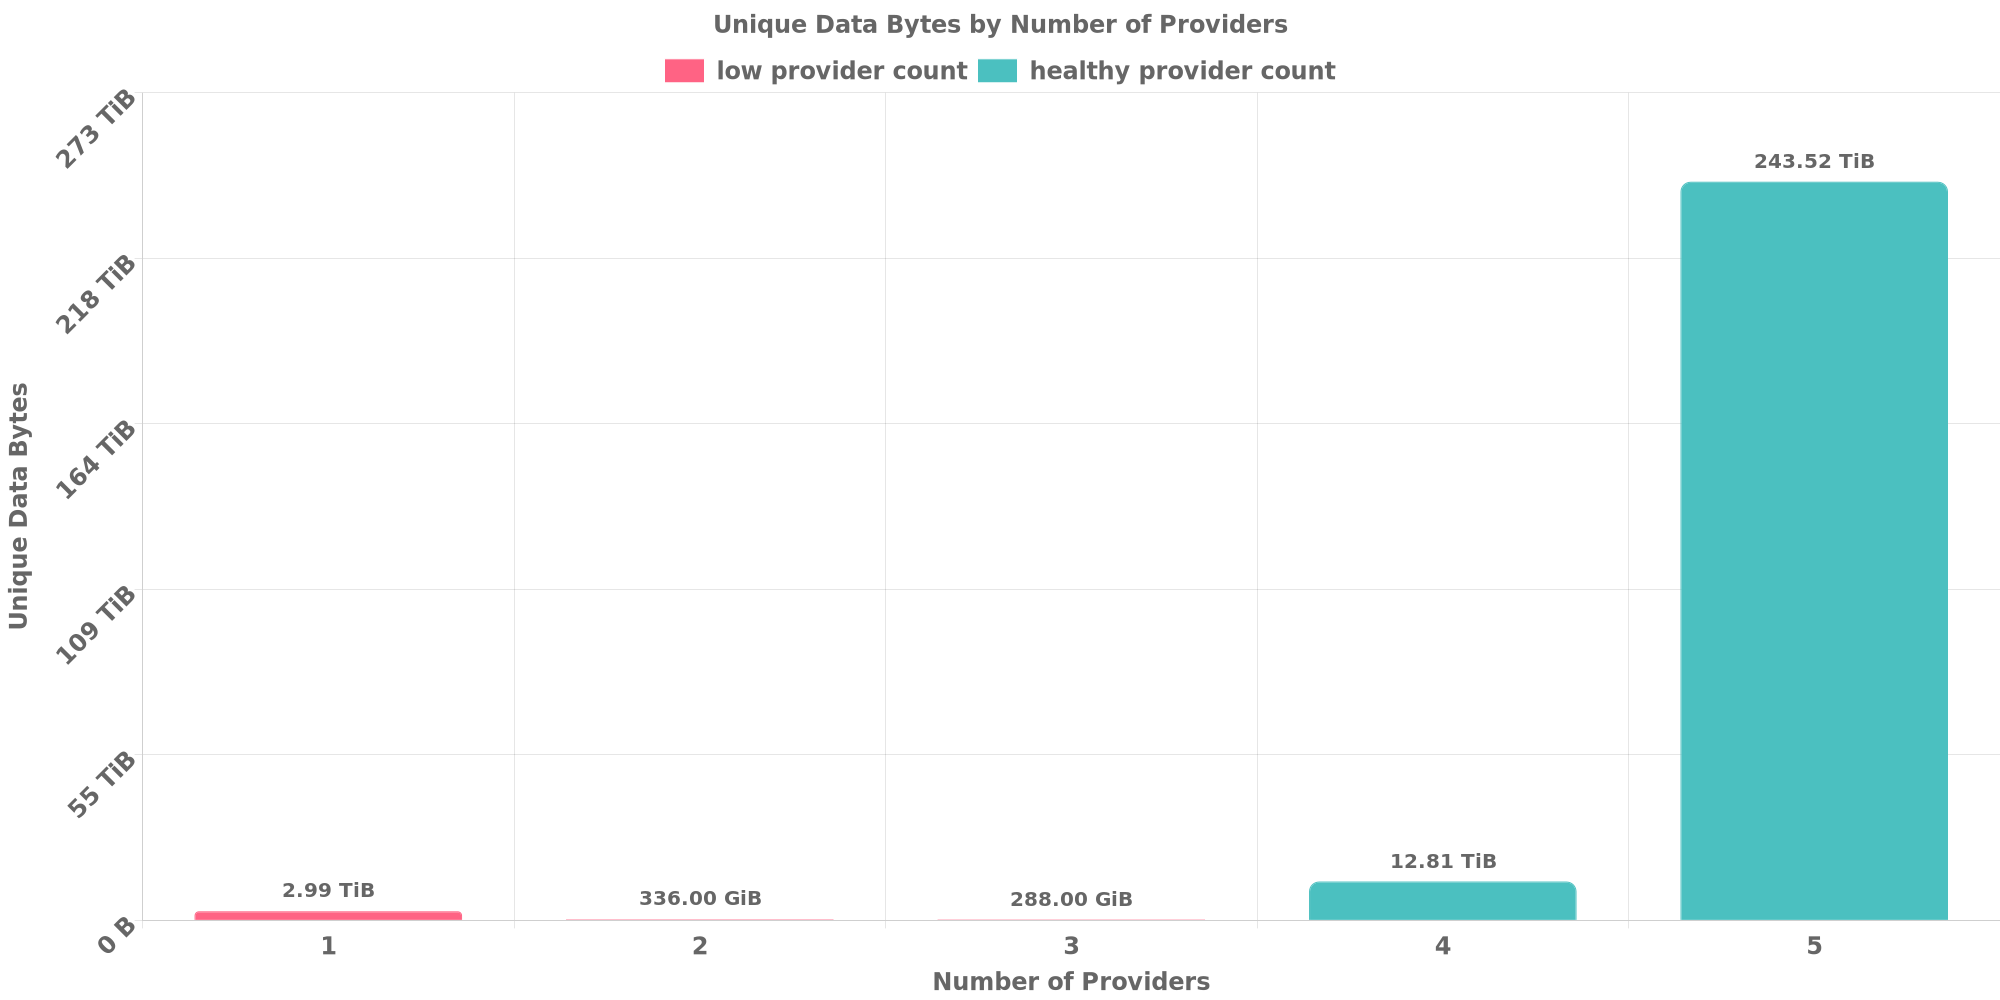 Unique Data Bytes by Number of Providers
low provider count healthy provider count
273 TiB
218 TiB
164 TiB
109 TiB
55 TiB
0 B
Unique Data Bytes
2.99 TiB
336.00 GiB
288.00 GiB
12.81 TiB
243.52 TiB
1 2 3 4 5
Number of Providers